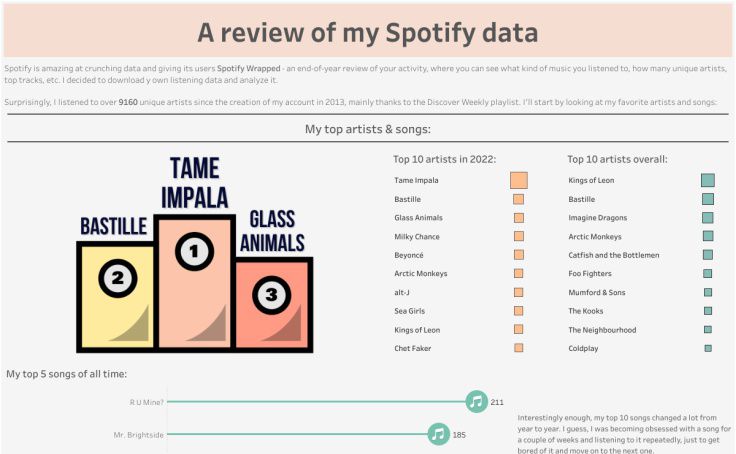 A review of my Spotify data
Spotify is amazing at crunching data and giving its users Spotify Wrapped - an end-of-year review of your activity, where you can see what kind of music you listened to, how many unique artists,
top tracks, etc. I decided to download y own listening data and analyze it.
Surprisingly, I listened to over 9160 unique artists since the creation of my account in 2013, mainly thanks to the Discover Weekly playlist. I'll start by looking at my favorite artists and songs:
My top artists & songs:
TAME
IMPALA
BASTILLE
GLASS
ANIMALS
1
2
3
Top 10 artists in 2022:
Tame Impala
Bastille
Glass Animals
Milky Chance
Beyoncé
Arctic Monkeys
alt-J
Sea Girls
Kings of Leon
Chet Faker
Top 10 artists overall:
Kings of Leon
Bastille
Imagine Dragons
Arctic Monkeys
Catfish and the Bottlemen
Foo Fighters
Mumford & Sons
The Kooks
The Neighbourhood
Coldplay
My top 5 songs of all time:
R U Mine? 211
Mr. Brightside 185
Interestingly enough, my top 10 songs changed a lot from
year to year. I guess, I was becoming obsessed with a song for
a couple of weeks and listening to it repeatedly, just to get
bored of it and move on to the next one.